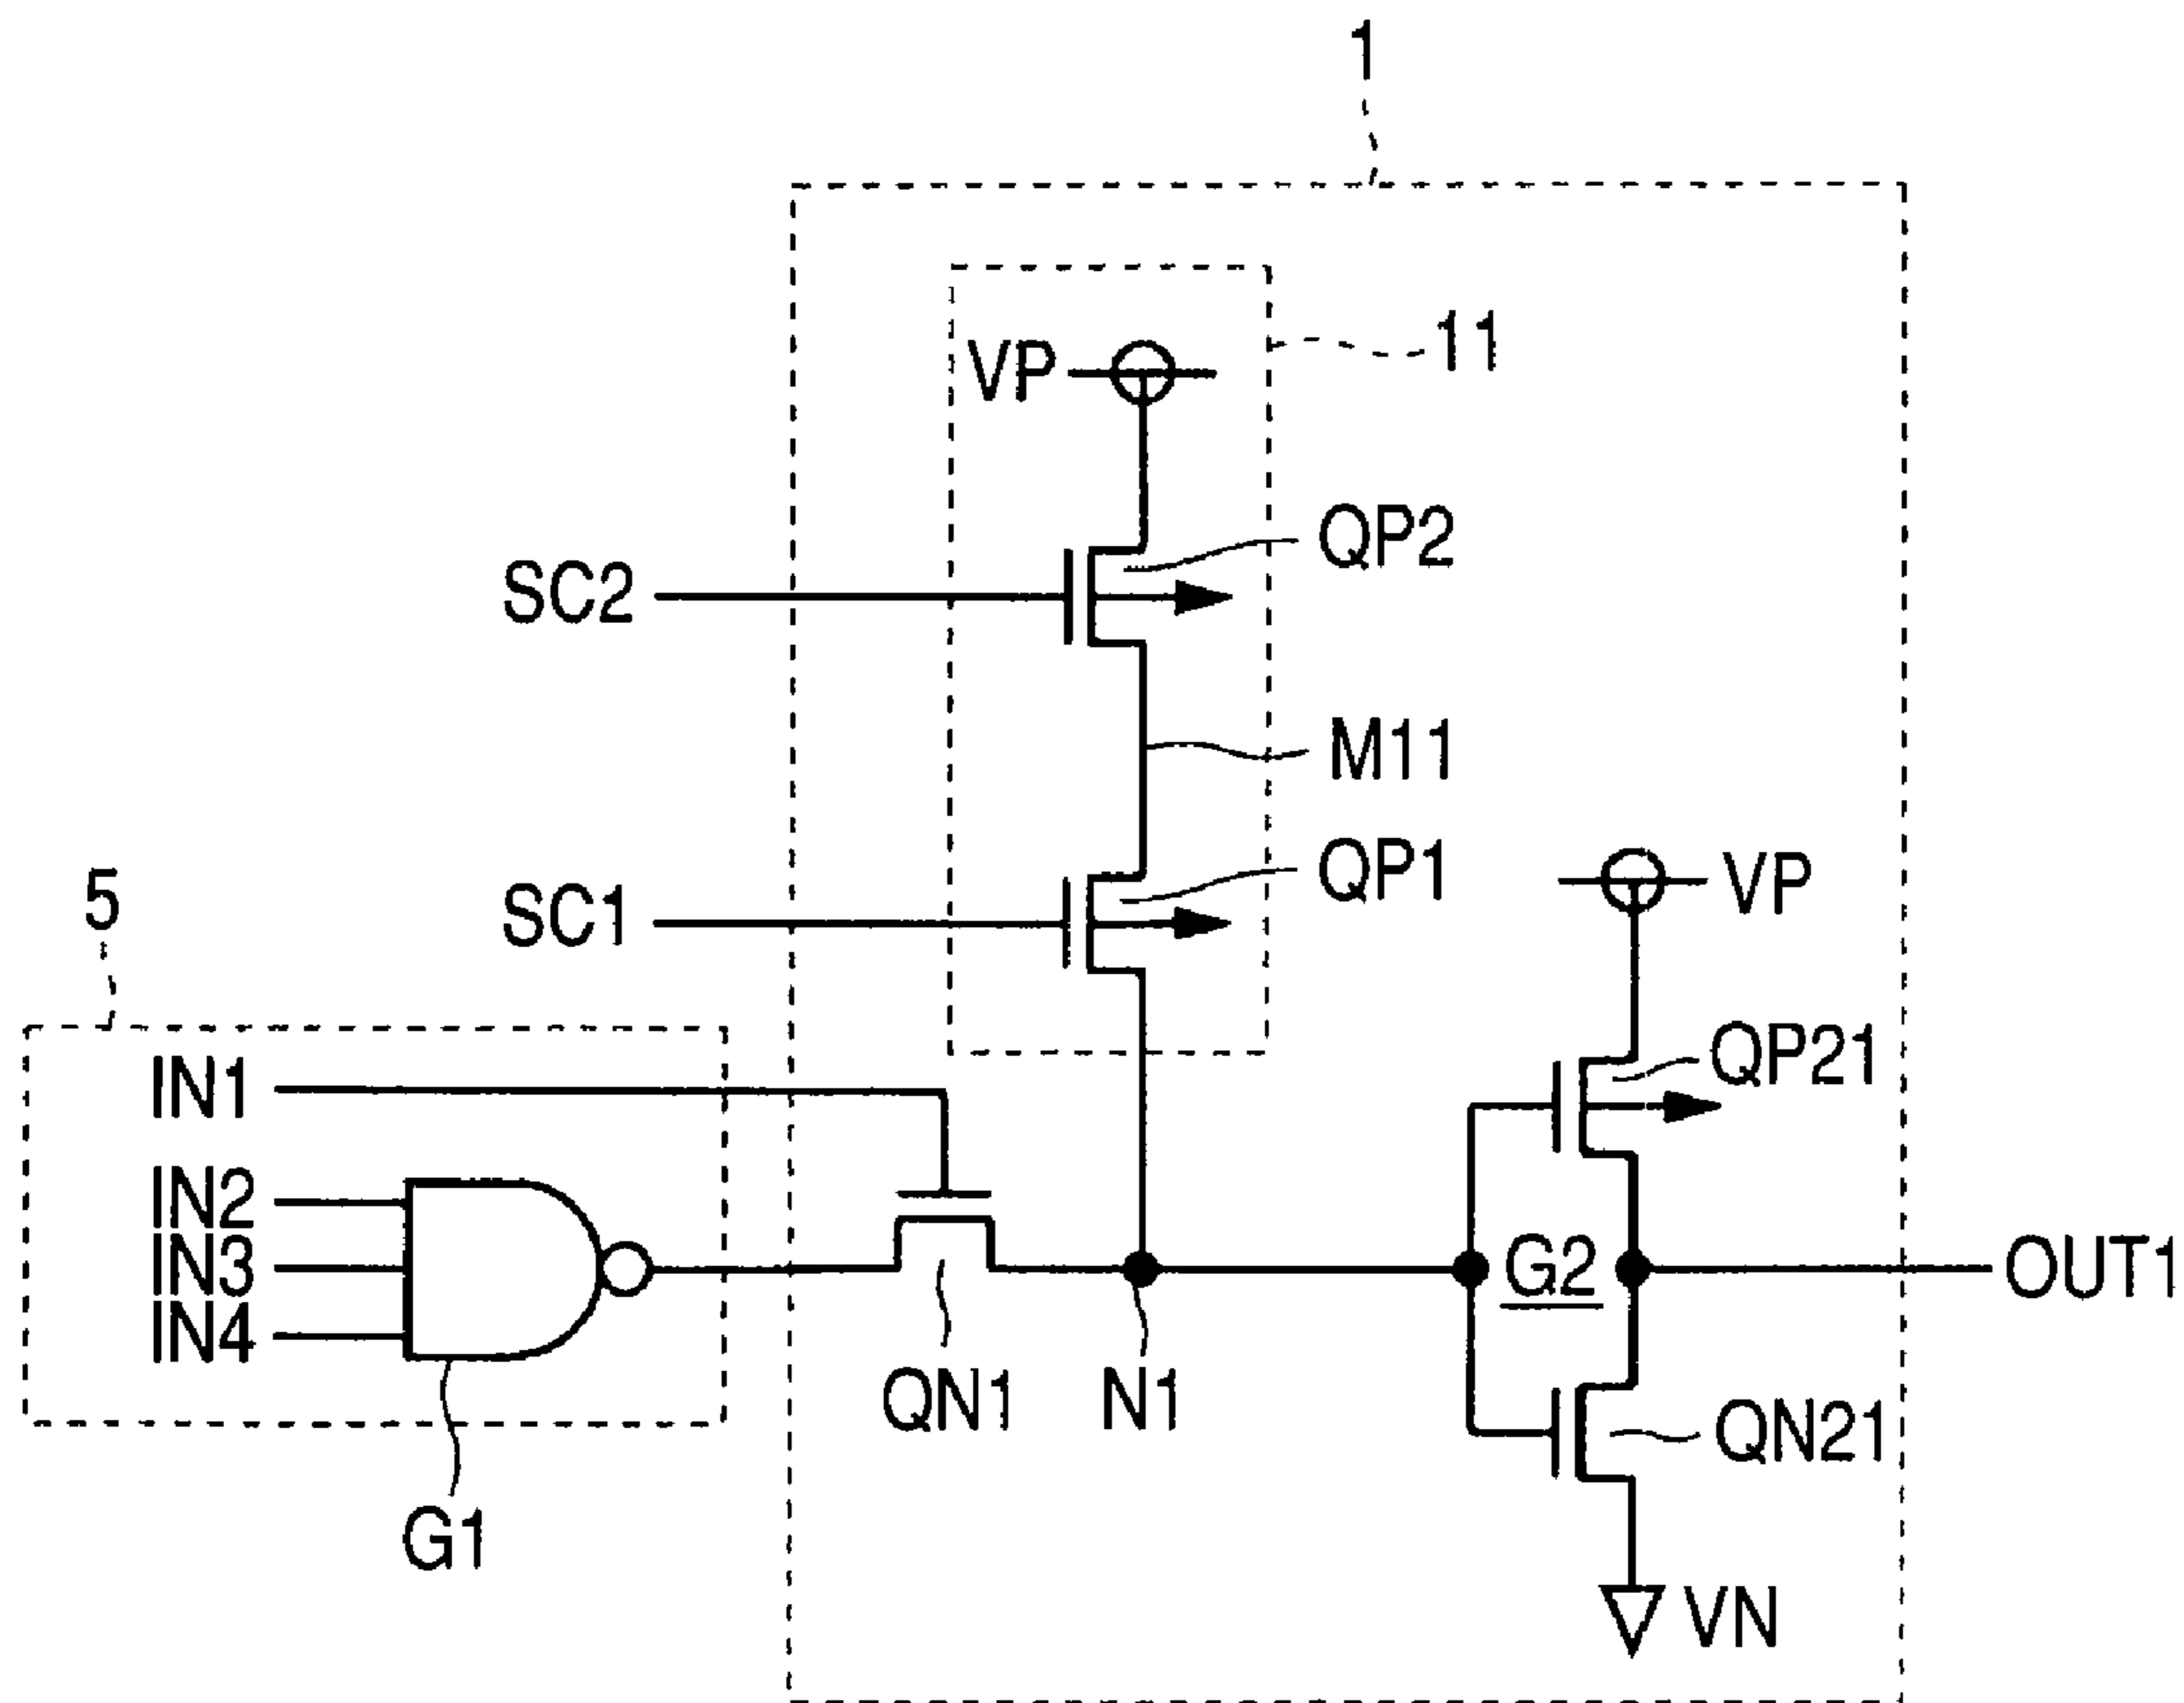 1
11
VP
QP2
SC2
M11
QP1
SC1
VP
5
QP21
IN1
IN2
IN3
IN4
G2
OUT1
QN1
N1
QN21
G1
VN